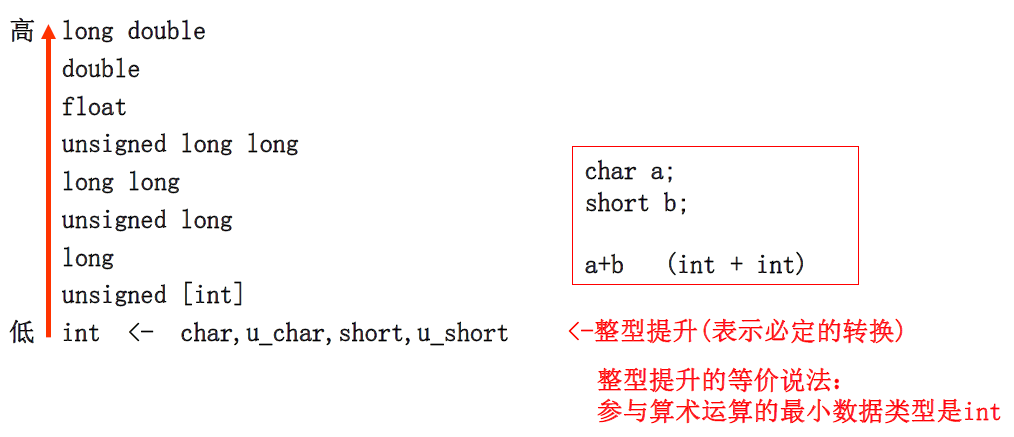 高 long double
double
float
unsigned long long
long long
unsigned long
long
unsigned [int]
低 int <- char,u_char,short,u_short
char a;
short b;
a+b (int + int)
<-整型提升(表示必定的转换)
整型提升的等价说法:
参与算术运算的最小数据类型是int